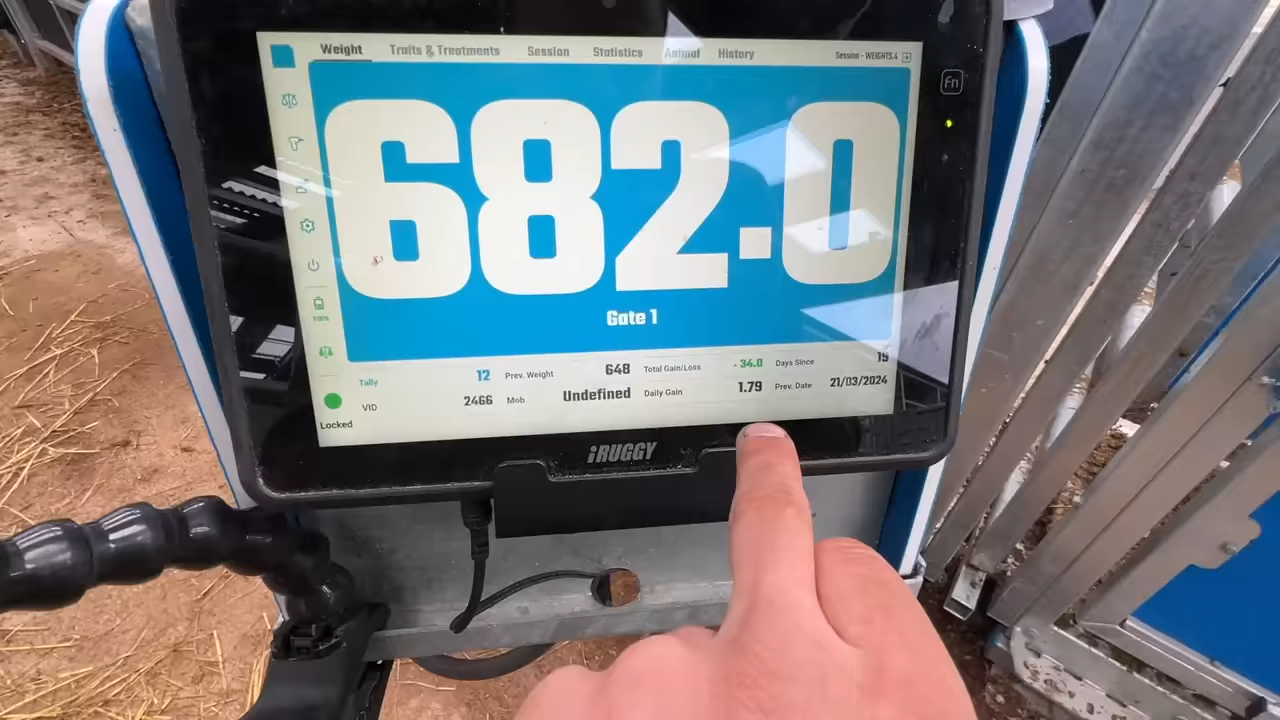 Weight Traits & Treatments Session Statistics Animal History Session - WEIGHTS.4
Fn
682.0
Gate 1
100%
Tally 12 Prev. Weight 648 Total Gain/Loss - 34.0 Days Since 19
VID 2466 Mob Undefined Daily Gain 1.79 Prev. Date 21/03/2024
Locked
iRUGGY